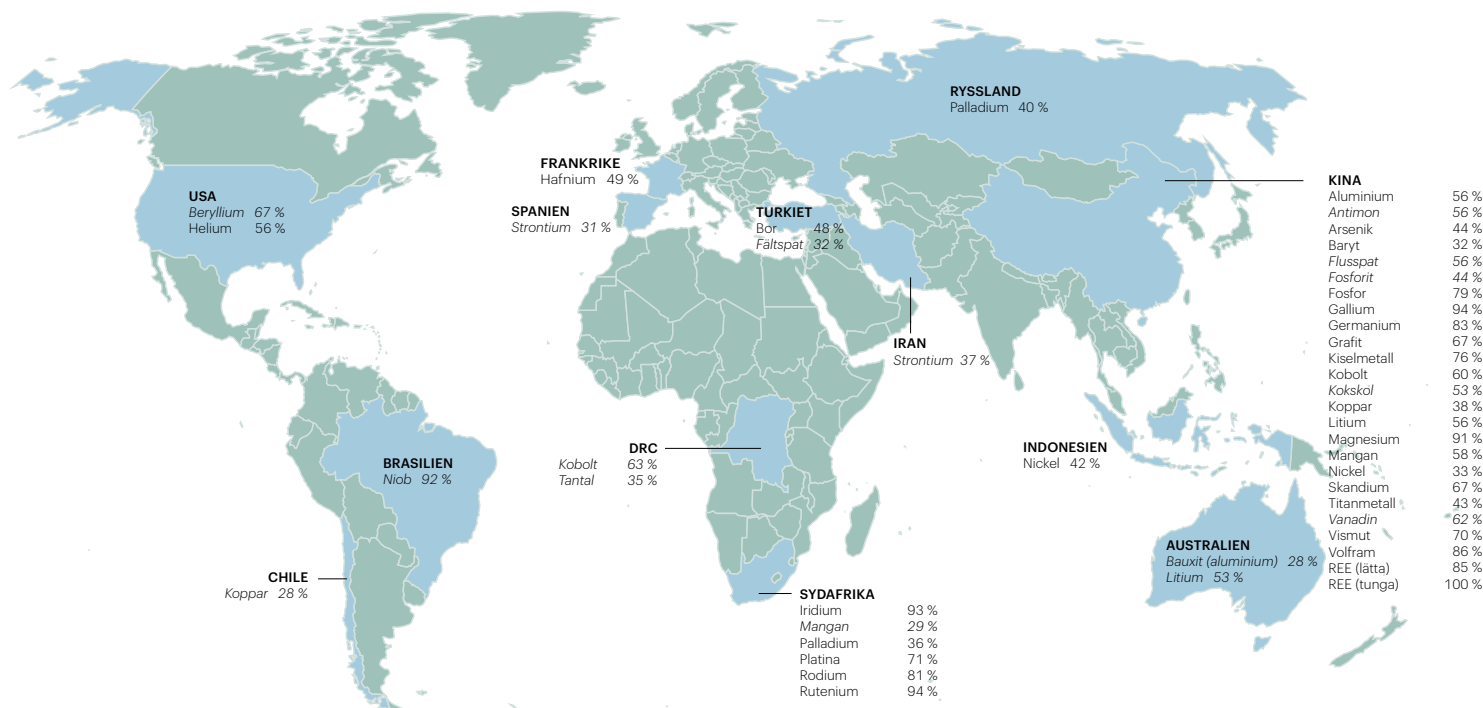 RYSSLAND
Palladium 40 %
FRANKRIKE
Hafnium 49 %
USA
Beryllium 67 %
Helium 56 %
SPANIEN
Strontium 31 %
TURKIET
Bor 48 %
Fältspat 32 %
IRAN
Strontium 37 %
KINA
Aluminium 56 %
Antimon 56 %
Arsenik 44 %
Baryt 32 %
Flusspat 56 %
Fosforit 44 %
Fosfor 79 %
Gallium 94 %
Germanium 83 %
Grafit 67 %
Kiselmetall 76 %
Kobolt 60 %
Kokskol 53 %
Koppar 38 %
Litium 56 %
Magnesium 91 %
Mangan 58 %
Nickel 33 %
Skandium 67 %
Titanmetall 43 %
Vanadin 62 %
Vismut 70 %
Volfram 86 %
REE (lätta) 85 %
REE (tunga) 100 %
DRC
Kobolt 63 %
Tantal 35 %
INDONESIEN
Nickel 42 %
BRASILIEN
Niob 92 %
AUSTRALIEN
Bauxit (aluminium) 28 %
Litium 53 %
CHILE
Koppar 28 %
SYDAFRIKA
Iridium 93 %
Mangan 29 %
Palladium 36 %
Platina 71 %
Rodium 81 %
Rutenium 94 %